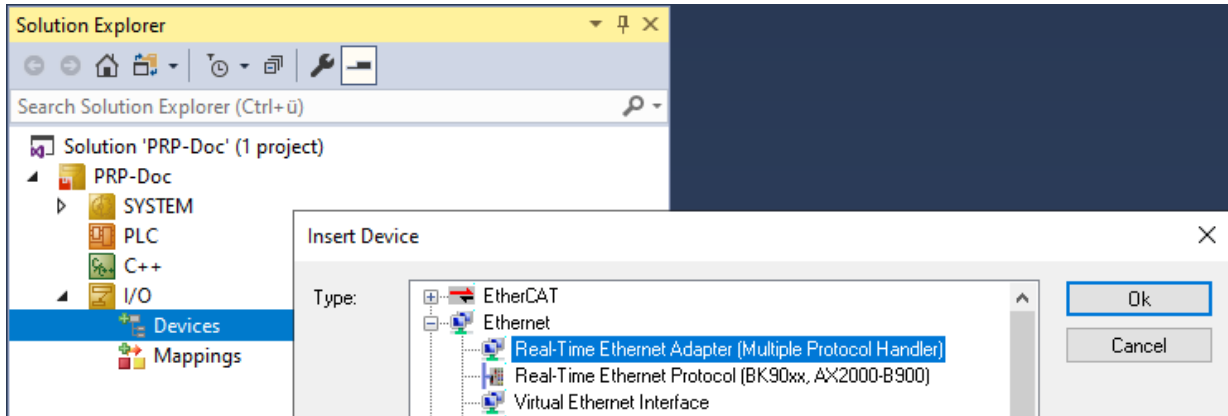 Solution Explorer
Search Solution Explorer (Ctrl+ü)
Solution 'PRP-Doc' (1 project)
PRP-Doc
SYSTEM
PLC
C++
I/O
Devices
Mappings
Insert Device
Type:
EtherCAT
Ethernet
Real-Time Ethernet Adapter (Multiple Protocol Handler)
Real-Time Ethernet Protocol (BK90xx, AX2000-B900)
Virtual Ethernet Interface
Ok
Cancel